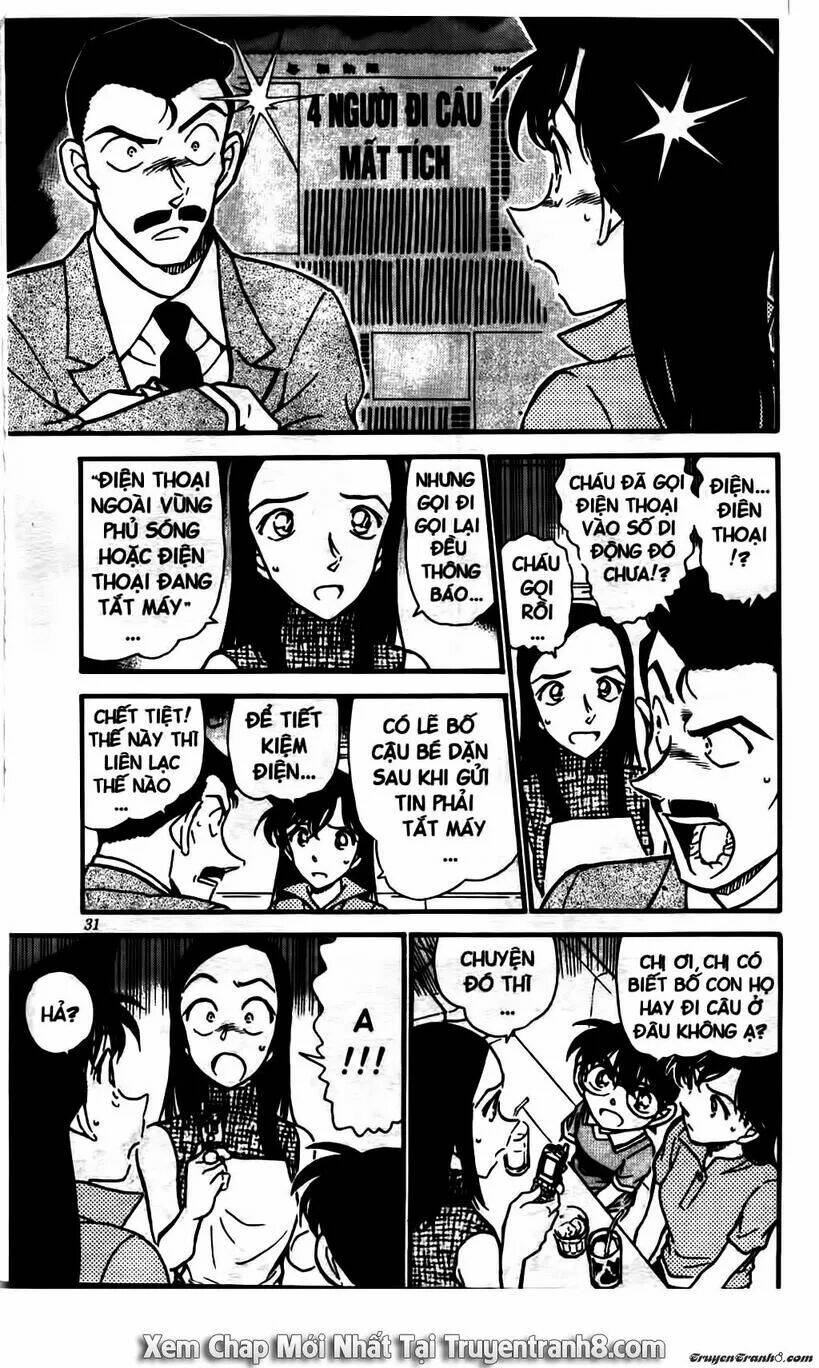 4 NGƯỜI ĐI CÂU
MẤT TÍCH
ĐIỆN...
ĐIÊN
THOẠI
!?
CHÁU ĐÃ GỌI
ĐIỆN THOẠI
VÀO SỐ DI
ĐỘNG ĐÓ
CHƯA!?
CHÁU
GỌI
RỒI
...
NHƯNG
GỌI ĐI
GỌI LẠI
ĐỀU
THÔNG
BÁO...
"ĐIỆN THOẠI
NGOÀI VÙNG
PHỦ SÓNG
HOẶC ĐIỆN
THOẠI ĐANG
TẮT MÁY"
...
CÓ LẼ BỐ
CẬU BÉ DẶN
SAU KHI GỬI
TIN PHẢI
TẮT MÁY
...
ĐỂ TIẾT
KIỆM
ĐIỆN...
CHẾT TIỆT!
THẾ NÀY THÌ
LIÊN LẠC
THẾ NÀO
...
31
CHỊ ƠI, CHỊ CÓ
BIẾT BỐ CON HỌ
HAY ĐI CÂU Ở
ĐÂU KHÔNG Ạ?
CHUYỆN
ĐÓ THÌ
...
A
!!!
HẢ?
Xem Chap Mới Nhất Tại Truyentranh8.com
TruyenTranh8.com